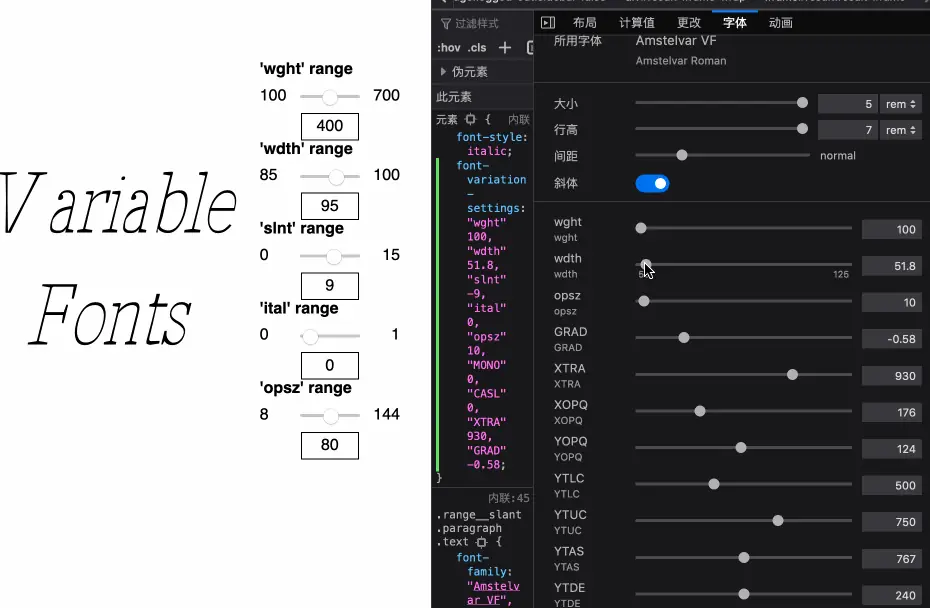 Variable
Fonts
'wght' range
100 700
400
'wdth' range
85 100
95
'slnt' range
0 15
9
'ital' range
0 1
0
'opsz' range
8 144
80
过滤样式
:hov .cls +
伪元素
此元素
元素 { 内联
font-style:
italic;
font-
variation
-
settings:
"wght"
100,
"wdth"
51.8,
"slnt"
-9,
"ital"
0,
"opsz"
10,
"MONO"
0,
"CASL"
0,
"XTRA"
930,
"GRAD"
-0.58;
}
内联:45
.range__slant
.paragraph
.text {
font-
family:
"Amstelv
ar VF",
布局 计算值 更改 字体 动画
所用字体 Amstelvar VF
Amstelvar Roman
大小 5 rem
行高 7 rem
间距 normal
斜体
wght 100
wght
wdth 51.8
wdth 125
opsz 10
opsz
GRAD -0.58
GRAD
XTRA 930
XTRA
XOPQ 176
XOPQ
YOPQ 124
YOPQ
YTLC 500
YTLC
YTUC 750
YTUC
YTAS 767
YTAS
YTDE 240
YTDE